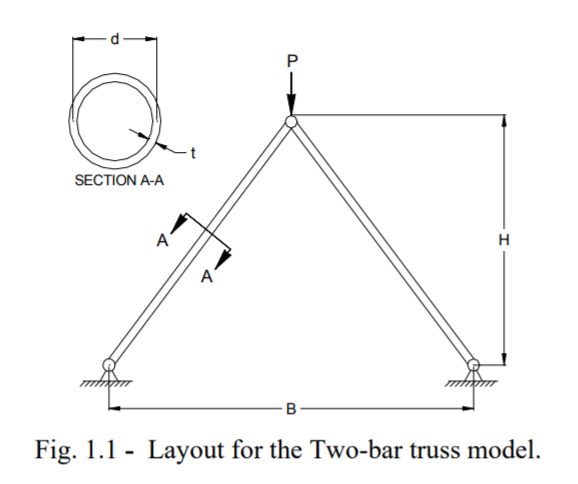 d
P
t
SECTION A-A
A
H
A
B
Fig. 1.1 - Layout for the Two-bar truss model.